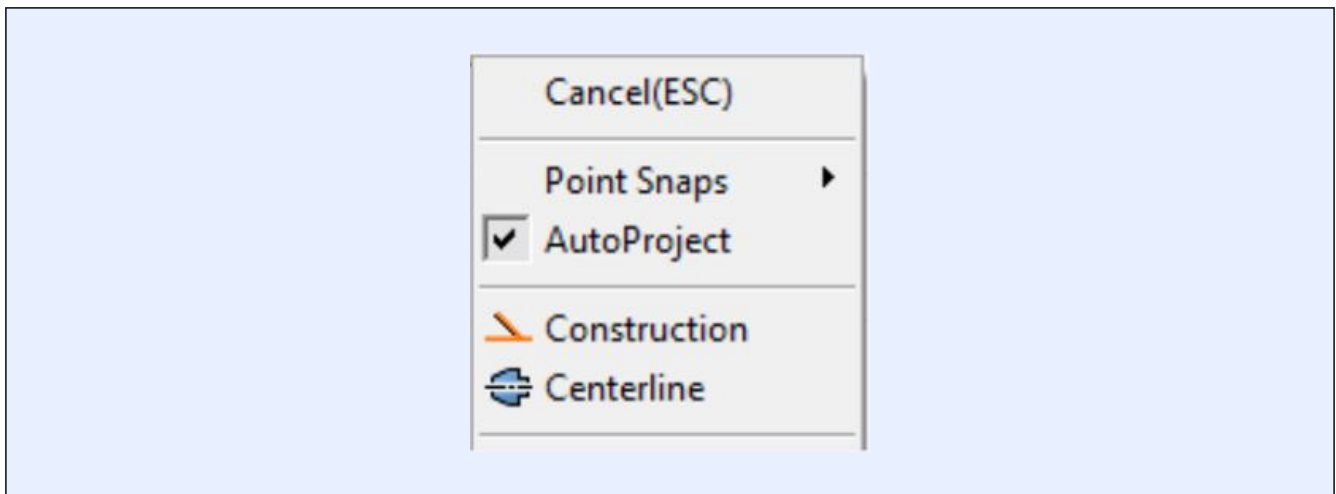 Cancel(ESC)
Point Snaps
AutoProject
Construction
Centerline